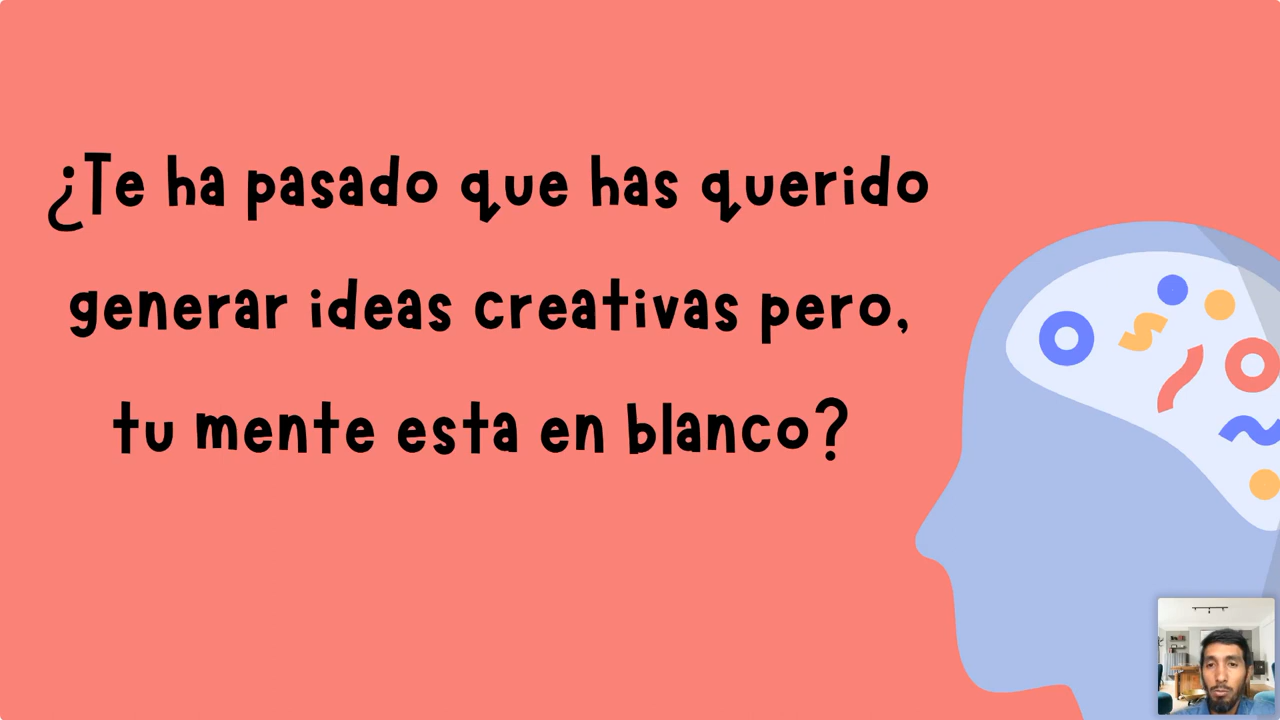 ¿Te ha pasado que has querido
generar ideas creativas pero,
tu mente esta en blanco?